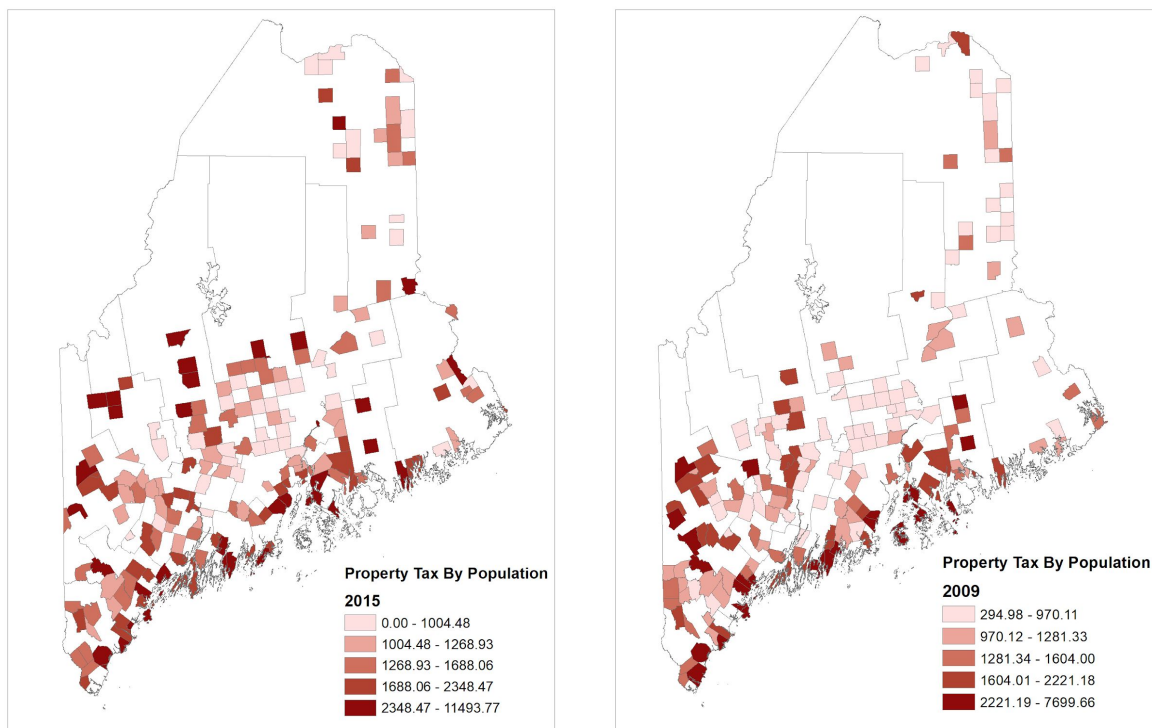 Property Tax By Population
2015
0.00 - 1004.48
1004.48 - 1268.93
1268.93 - 1688.06
1688.06 - 2348.47
2348.47 - 11493.77
Property Tax By Population
2009
294.98 - 970.11
970.12 - 1281.33
1281.34 - 1604.00
1604.01 - 2221.18
2221.19 - 7699.66